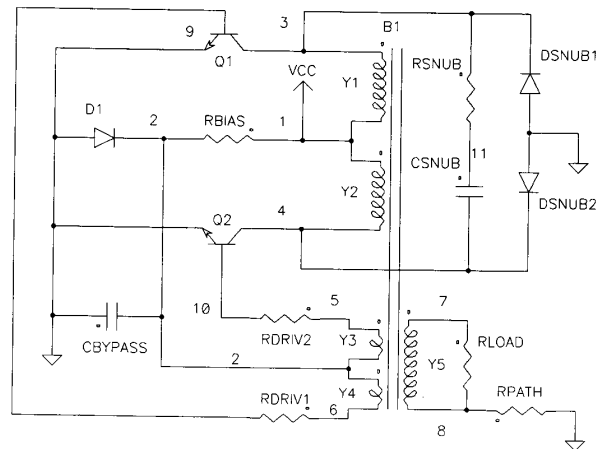 9
3
B1
Q1
VCC
Y1
RSNUB
DSNUB1
D1
2
RBIAS
1
CSNUB
11
Q2
4
Y2
DSNUB2
10
RDRIV2
5
7
CBYPASS
2
Y3
Y5
RLOAD
RDRIV1
Y4
6
RPATH
8